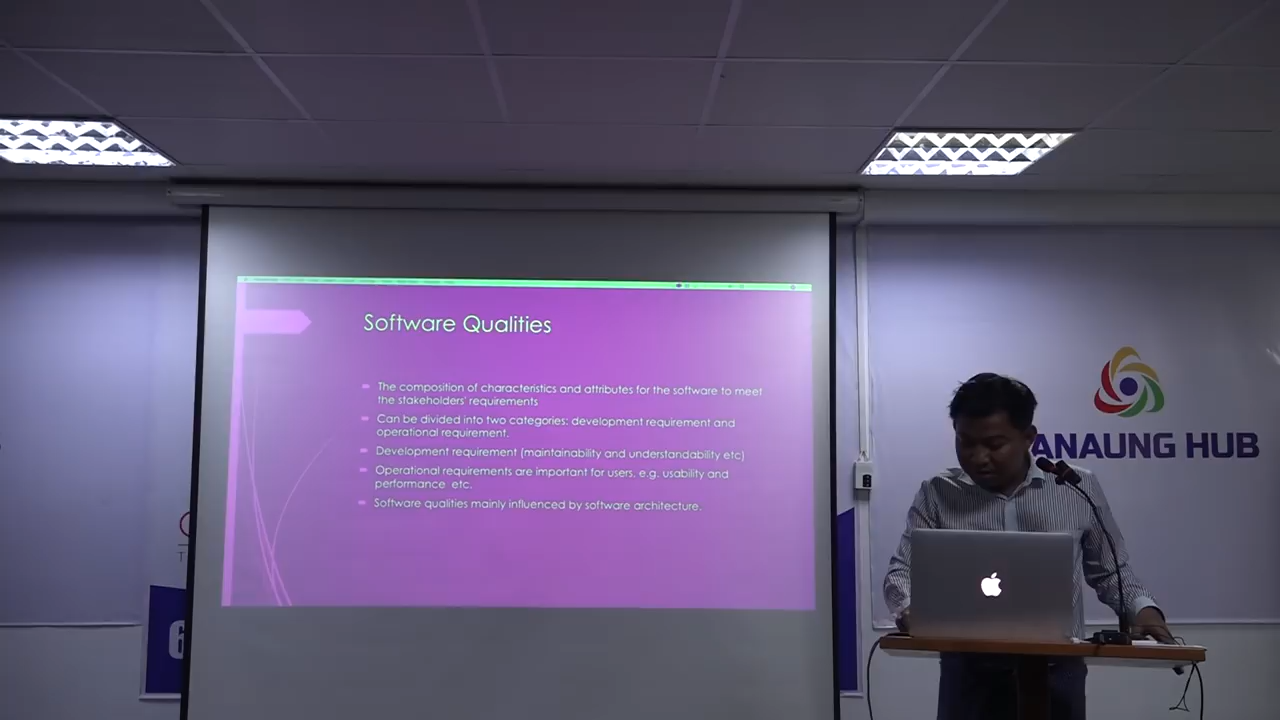 Software Qualities
The composition of characteristics and attributes for the software to meet
the stakeholders' requirements
Can be divided into two categories: development requirement and
operational requirement.
Development requirement (maintainability and understandability etc)
Operational requirements are important for users, e.g. usability and
performance etc.
Software qualities mainly influenced by software architecture.
ANAUNG HUB
6